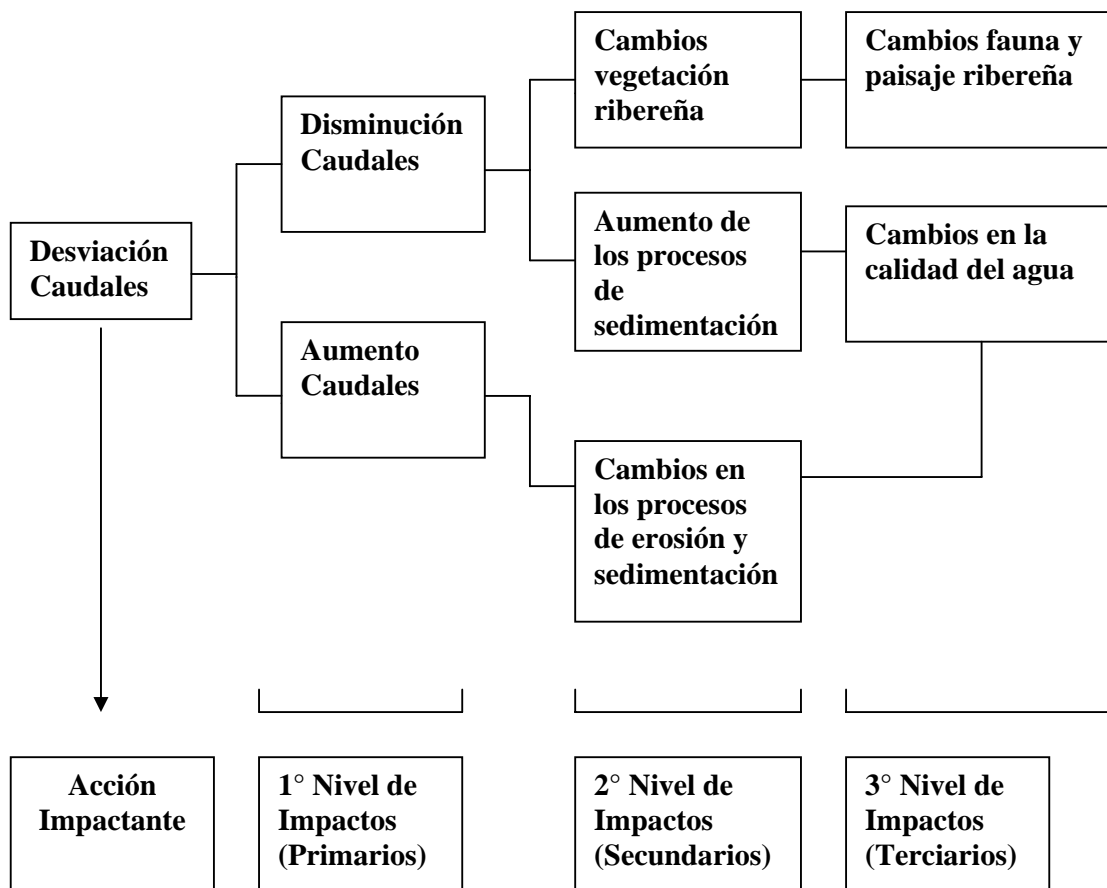 Cambios
vegetación
ribereña
Cambios fauna y
paisaje ribereña
Disminución
Caudales
Aumento de
los procesos
de
sedimentación
Cambios en la
calidad del agua
Desviación
Caudales
Aumento
Caudales
Cambios en
los procesos
de erosión y
sedimentación
Acción
Impactante
1° Nivel de
Impactos
(Primarios)
2° Nivel de
Impactos
(Secundarios)
3° Nivel de
Impactos
(Terciarios)